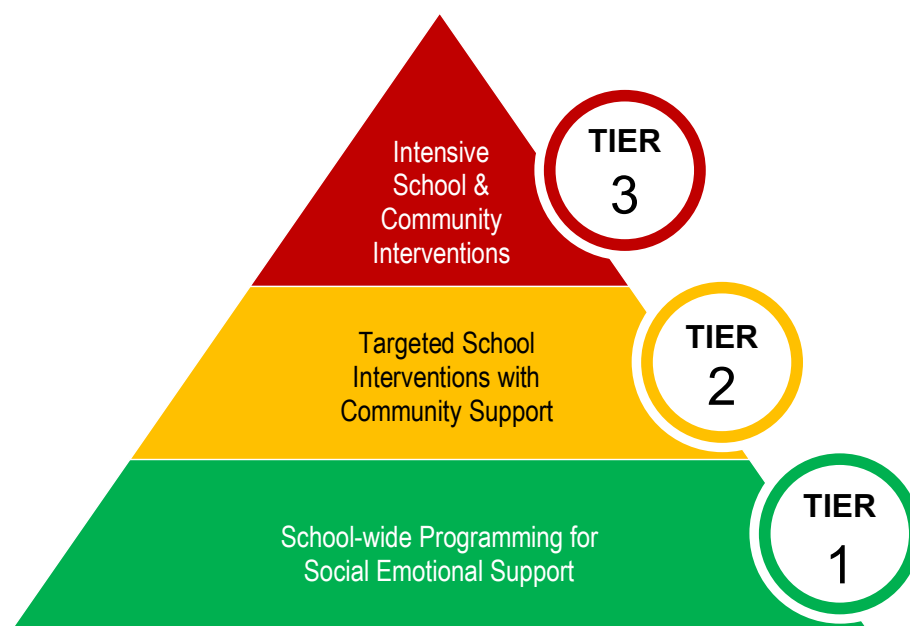 Intensive
School &
Community
Interventions
TIER
3
Targeted School
Interventions with
Community Support
TIER
2
School-wide Programming for
Social Emotional Support
TIER
1